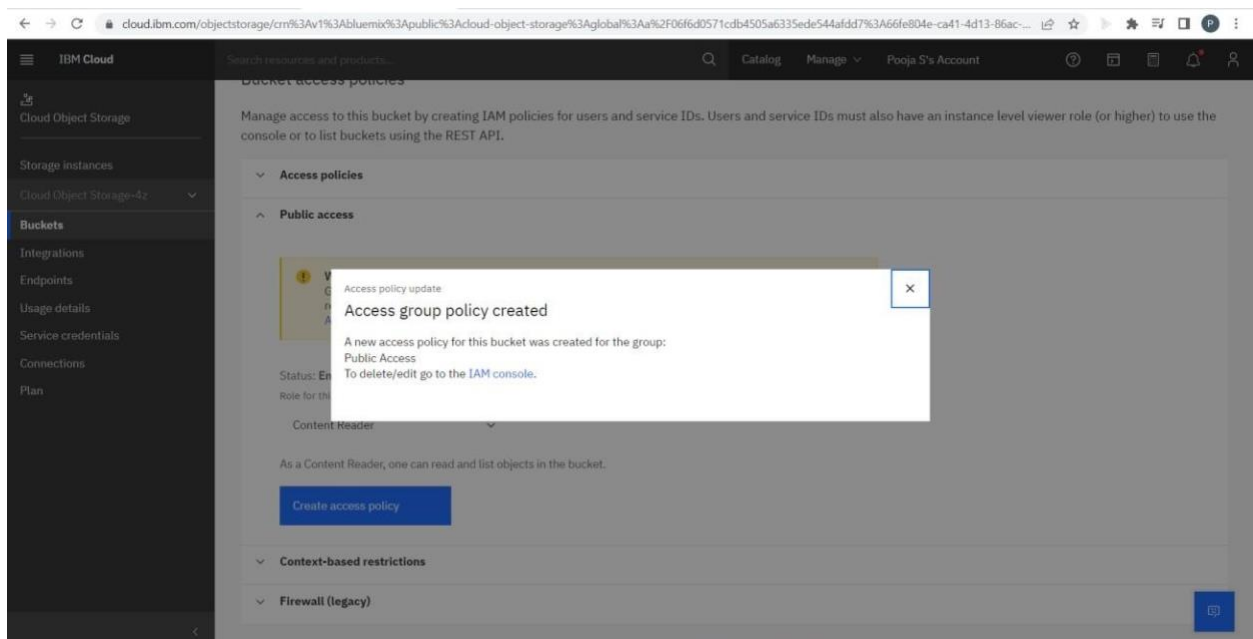 cloud.ibm.com/objectstorage/crn%3Av1%3Abluemix%3Apublic%3Acloud-object-storage%3Aglobal%3Aa%2F06f6d0571cdb4505a6335ede544afdd7%3A66fe804e-ca41-4d13-86ac-...
P
IBM Cloud
Search resources and products...
Catalog
Manage
Pooja S's Account
Cloud Object Storage
Storage instances
Cloud Object Storage-4z
Buckets
Integrations
Endpoints
Usage details
Service credentials
Connections
Plan
Bucket access policies
Manage access to this bucket by creating IAM policies for users and service IDs. Users and service IDs must also have an instance level viewer role (or higher) to use the
console or to list buckets using the REST API.
Access policies
Public access
Access policy update
Access group policy created
A new access policy for this bucket was created for the group:
Public Access
To delete/edit go to the IAM console.
Status:
Role for
Content Reader
As a Content Reader, one can read and list objects in the bucket.
Create access policy
Context-based restrictions
Firewall (legacy)